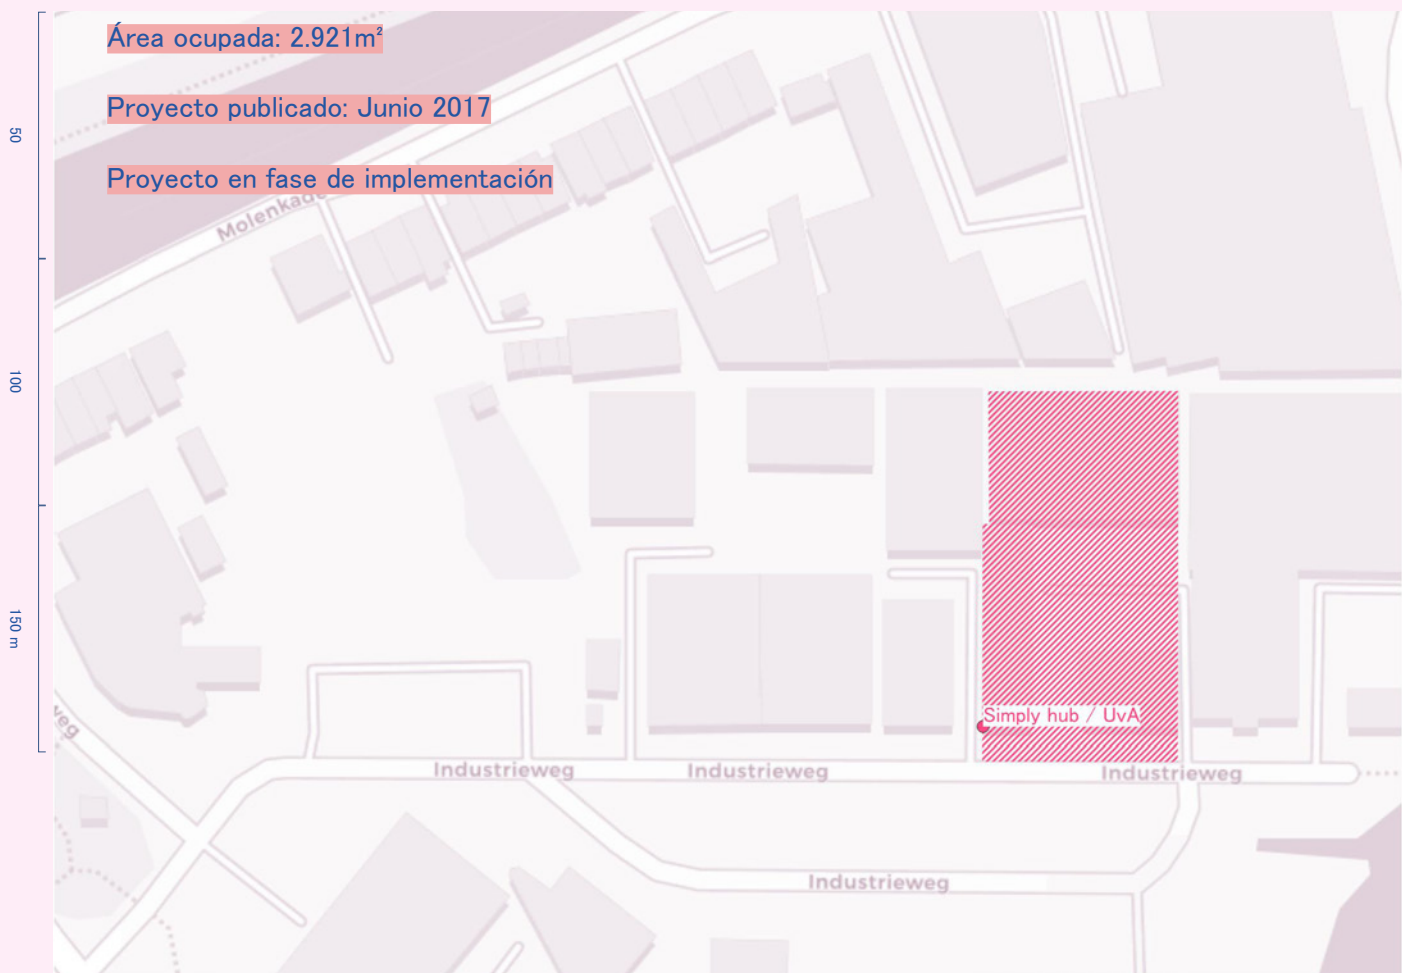 Área ocupada: 2.921m²
Proyecto publicado: Junio 2017
Proyecto en fase de implementación
50
100
150 m
Molenkade
weg
Simply hub / UvA
Industrieweg
Industrieweg
Industrieweg
Industrieweg